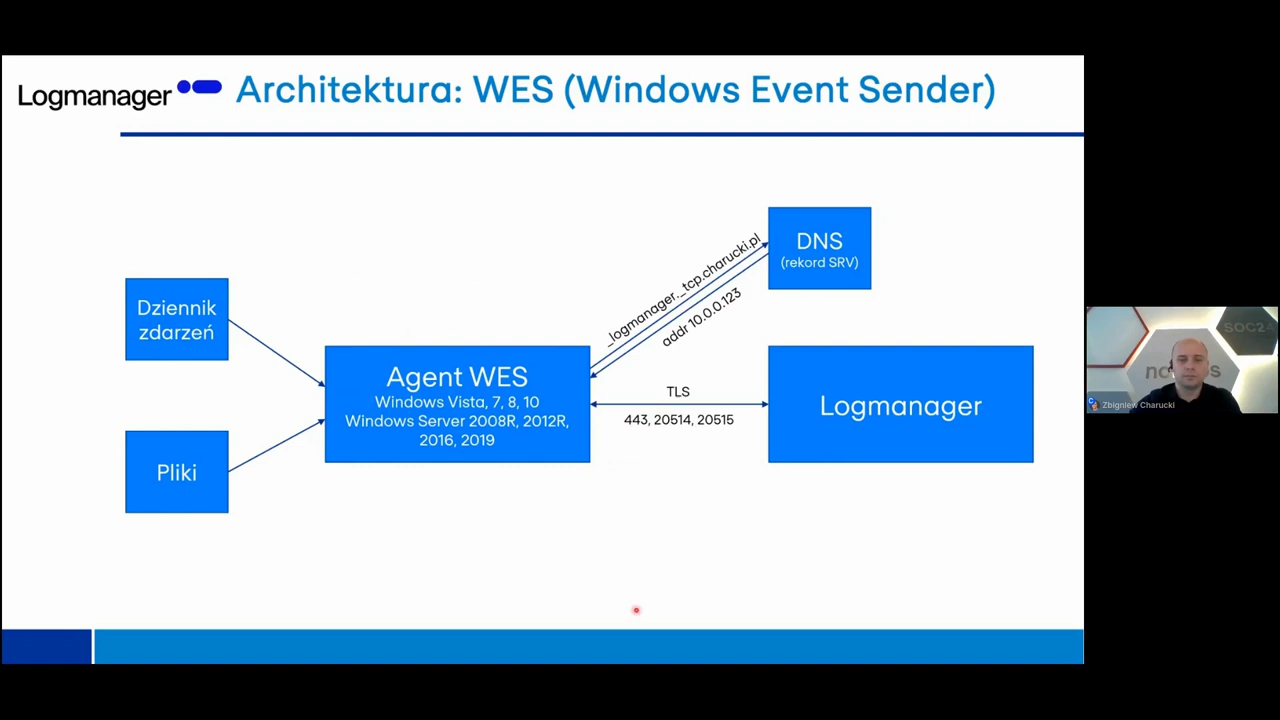 Logmanager
Architektura: WES (Windows Event Sender)
DNS
(rekord SRV)
_logmanager._tcp.charucki.pl
addr 10.0.0.123
Dziennik
zdarzeń
Agent WES
Windows Vista, 7, 8, 10
Windows Server 2008R, 2012R,
2016, 2019
TLS
443, 20514, 20515
Logmanager
Pliki
SOC24
Zbigniew Charucki